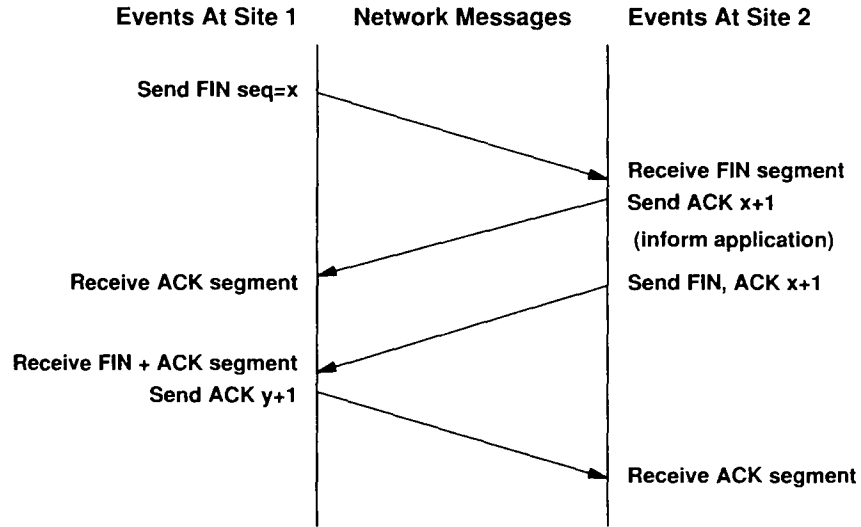 Events At Site 1 Network Messages Events At Site 2
Send FIN seq=x
Receive FIN segment
Send ACK x+1
(inform application)
Receive ACK segment
Send FIN, ACK x+1
Receive FIN + ACK segment
Send ACK y+1
Receive ACK segment